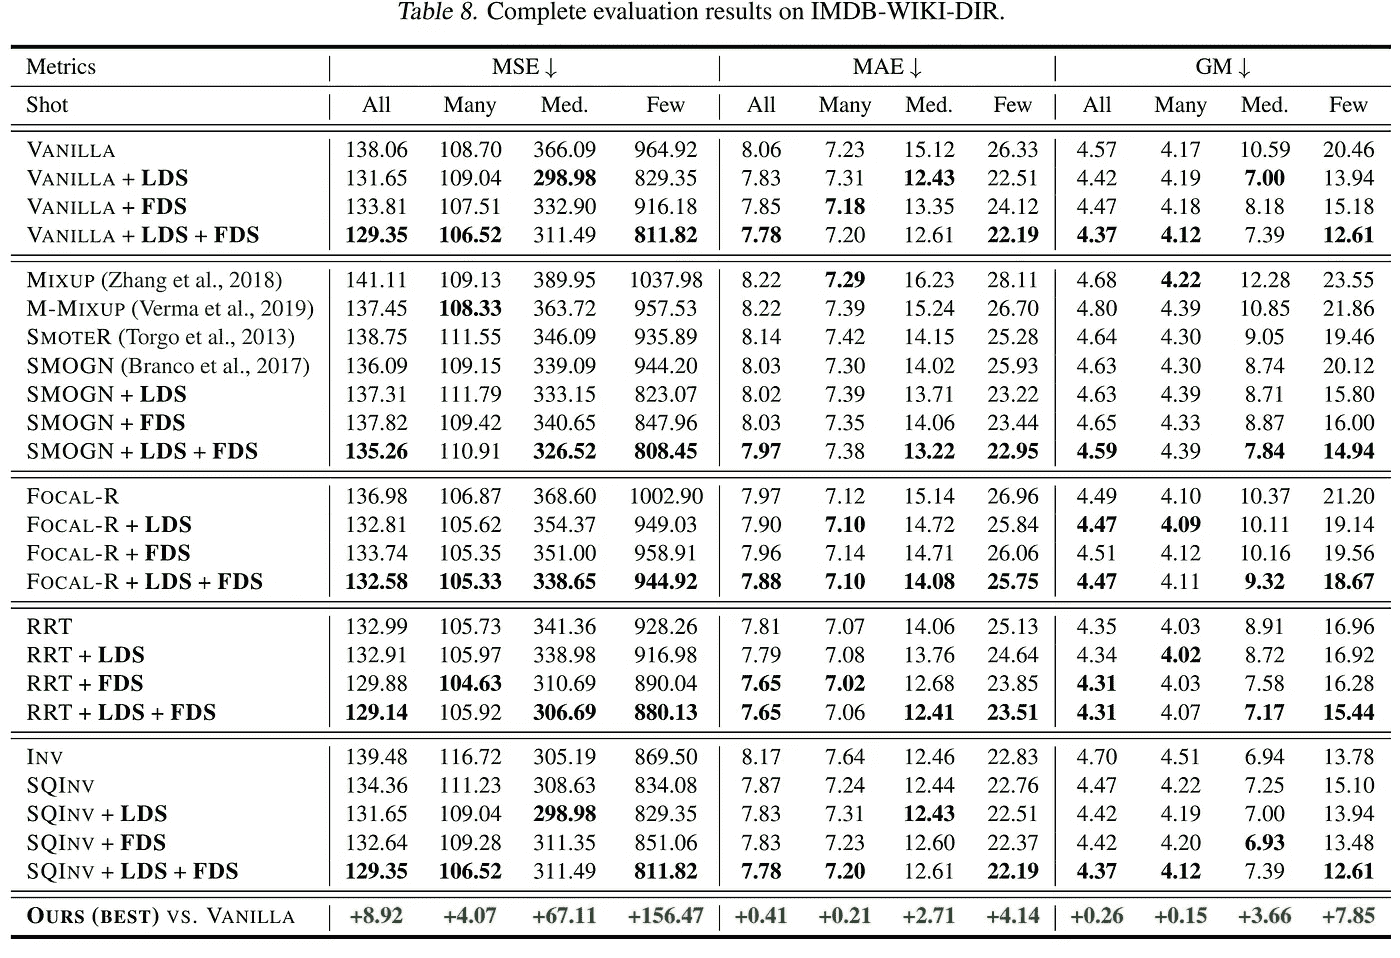 Table 8. Complete evaluation results on IMDB-WIKI-DIR.
Metrics MSE ↓ MAE ↓ GM ↓
Shot All Many Med. Few All Many Med. Few All Many Med. Few
VANILLA 138.06 108.70 366.09 964.92 8.06 7.23 15.12 26.33 4.57 4.17 10.59 20.46
VANILLA + LDS 131.65 109.04 298.98 829.35 7.83 7.31 12.43 22.51 4.42 4.19 7.00 13.94
VANILLA + FDS 133.81 107.51 332.90 916.18 7.85 7.18 13.35 24.12 4.47 4.18 8.18 15.18
VANILLA + LDS + FDS 129.35 106.52 311.49 811.82 7.78 7.20 12.61 22.19 4.37 4.12 7.39 12.61
MIXUP (Zhang et al., 2018) 141.11 109.13 389.95 1037.98 8.22 7.29 16.23 28.11 4.68 4.22 12.28 23.55
M-MIXUP (Verma et al., 2019) 137.45 108.33 363.72 957.53 8.22 7.39 15.24 26.70 4.80 4.39 10.85 21.86
SMOTER (Torgo et al., 2013) 138.75 111.55 346.09 935.89 8.14 7.42 14.15 25.28 4.64 4.30 9.05 19.46
SMOGN (Branco et al., 2017) 136.09 109.15 339.09 944.20 8.03 7.30 14.02 25.93 4.63 4.30 8.74 20.12
SMOGN + LDS 137.31 111.79 333.15 823.07 8.02 7.39 13.71 23.22 4.63 4.39 8.71 15.80
SMOGN + FDS 137.82 109.42 340.65 847.96 8.03 7.35 14.06 23.44 4.65 4.33 8.87 16.00
SMOGN + LDS + FDS 135.26 110.91 326.52 808.45 7.97 7.38 13.22 22.95 4.59 4.39 7.84 14.94
FOCAL-R 136.98 106.87 368.60 1002.90 7.97 7.12 15.14 26.96 4.49 4.10 10.37 21.20
FOCAL-R + LDS 132.81 105.62 354.37 949.03 7.90 7.10 14.72 25.84 4.47 4.09 10.11 19.14
FOCAL-R + FDS 133.74 105.35 351.00 958.91 7.96 7.14 14.71 26.06 4.51 4.12 10.16 19.56
FOCAL-R + LDS + FDS 132.58 105.33 338.65 944.92 7.88 7.10 14.08 25.75 4.47 4.11 9.32 18.67
RRT 132.99 105.73 341.36 928.26 7.81 7.07 14.06 25.13 4.35 4.03 8.91 16.96
RRT + LDS 132.91 105.97 338.98 916.98 7.79 7.08 13.76 24.64 4.34 4.02 8.72 16.92
RRT + FDS 129.88 104.63 310.69 890.04 7.65 7.02 12.68 23.85 4.31 4.03 7.58 16.28
RRT + LDS + FDS 129.14 105.92 306.69 880.13 7.65 7.06 12.41 23.51 4.31 4.07 7.17 15.44
INV 139.48 116.72 305.19 869.50 8.17 7.64 12.46 22.83 4.70 4.51 6.94 13.78
SQINV 134.36 111.23 308.63 834.08 7.87 7.24 12.44 22.76 4.47 4.22 7.25 15.10
SQINV + LDS 131.65 109.04 298.98 829.35 7.83 7.31 12.43 22.51 4.42 4.19 7.00 13.94
SQINV + FDS 132.64 109.28 311.35 851.06 7.83 7.23 12.60 22.37 4.42 4.20 6.93 13.48
SQINV + LDS + FDS 129.35 106.52 311.49 811.82 7.78 7.20 12.61 22.19 4.37 4.12 7.39 12.61
OURS (BEST) VS. VANILLA +8.92 +4.07 +67.11 +156.47 +0.41 +0.21 +2.71 +4.14 +0.26 +0.15 +3.66 +7.85